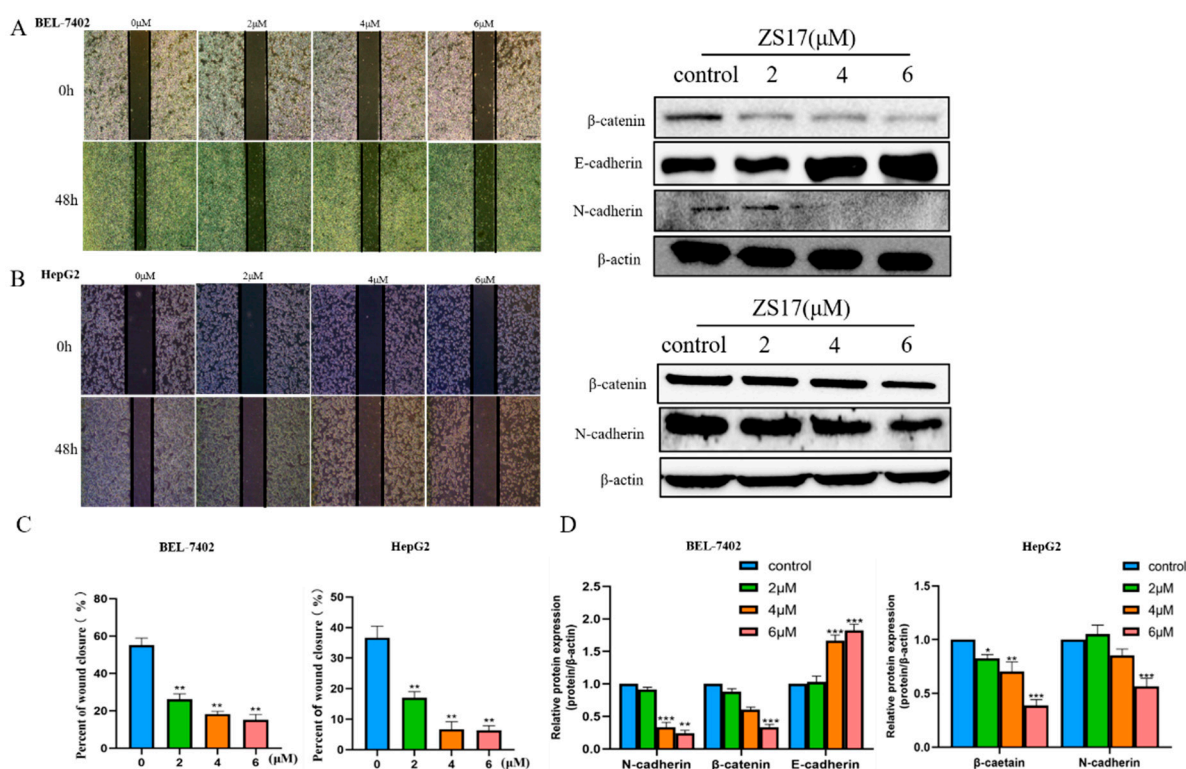 A
BEL-7402
0μM 2μM 4μM 6μM
0h
48h
B
HepG2
0μM 2μM 4μM 6μM
0h
48h
ZS17(μM)
control 2 4 6
β-catenin
E-cadherin
N-cadherin
β-actin
ZS17(μM)
control 2 4 6
β-catenin
N-cadherin
β-actin
C
BEL-7402
Percent of wound closure ( %)
80
60
40
20
0
**
**
**
0 2 4 6 (μM)
HepG2
Percent of wound closure ( %)
50
40
30
20
10
0
**
**
**
0 2 4 6 (μM)
D
BEL-7402
control
2μM
4μM
6μM
Relative protein expression
(protein/β-actin)
2.5
2.0
1.5
1.0
0.5
0.0
***
**
***
***
***
N-cadherin β-catenin E-cadherin
HepG2
control
2μM
4μM
6μM
Relative protein expression
(protein/β-actin)
1.5
1.0
0.5
0.0
*
**
***
***
β-caetain N-cadherin